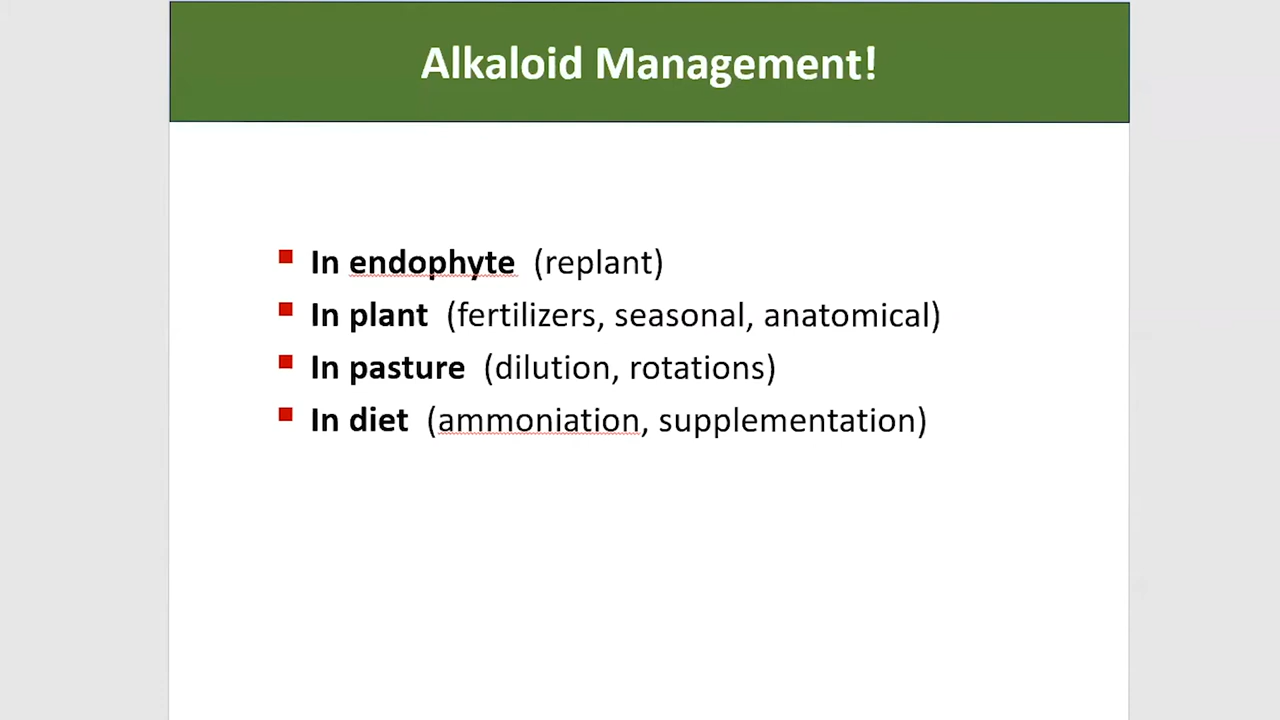 Alkaloid Management!
In endophyte (replant)
In plant (fertilizers, seasonal, anatomical)
In pasture (dilution, rotations)
In diet (ammoniation, supplementation)